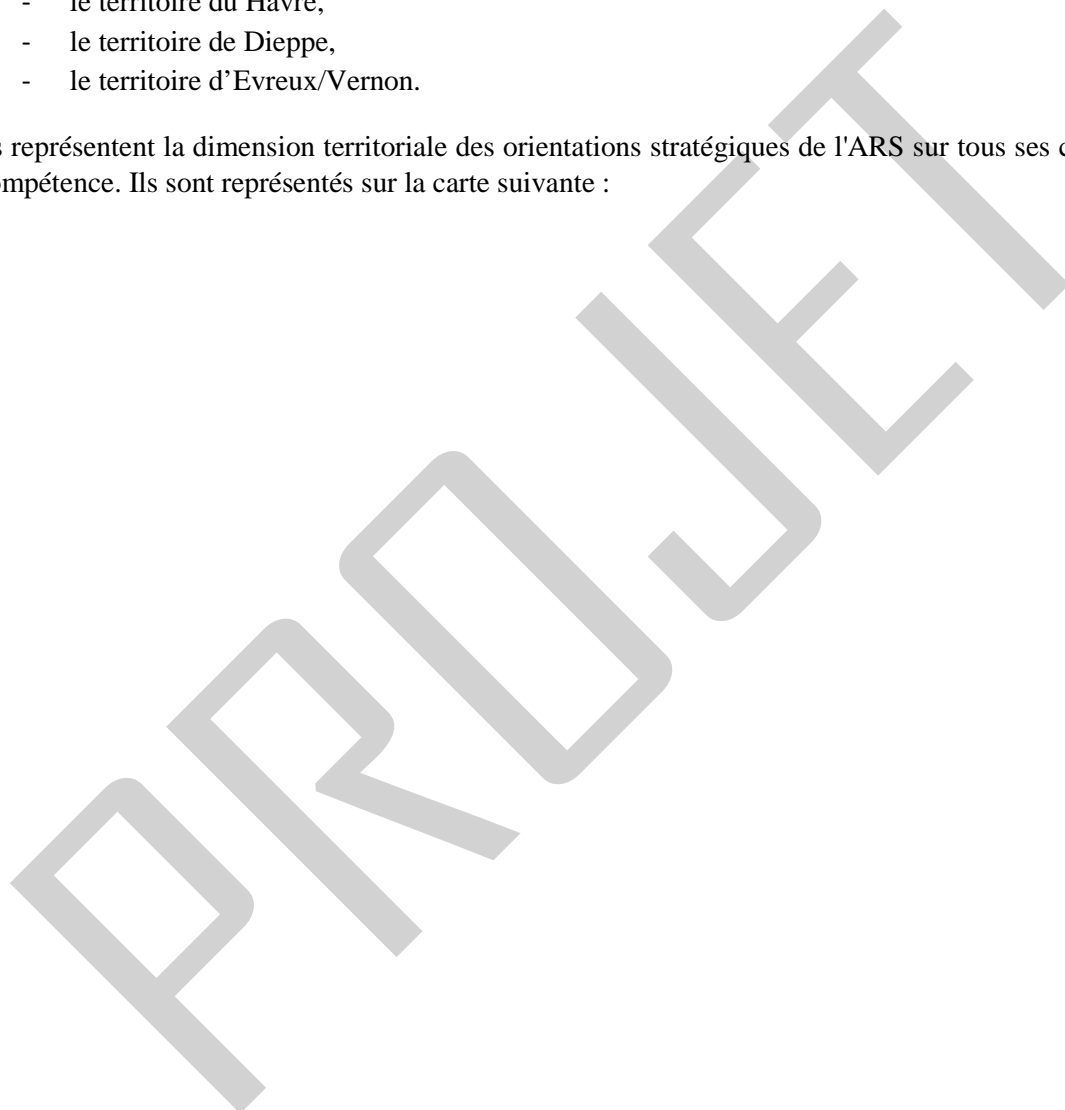 - le territoire du Havre,
- le territoire de Dieppe,
- le territoire d’Evreux/Vernon.
représentent la dimension territoriale des orientations stratégiques de l'ARS sur tous ses
Ils sont représentés sur la carte suivante :
PROJET